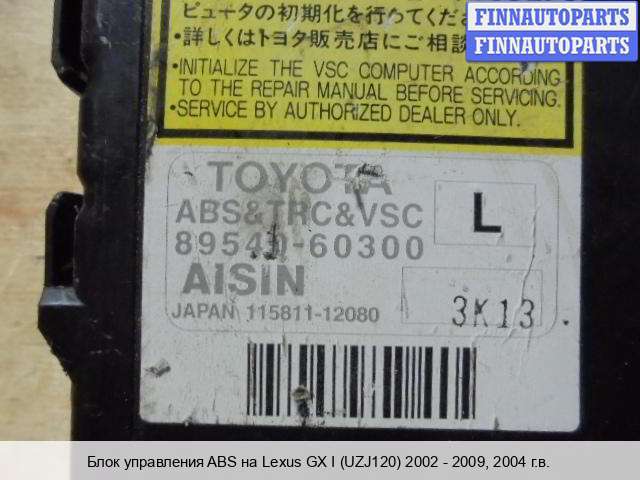 ピュータの初期化を行ってくださ
FINNAUTOPARTS
FINNAUTOPARTS
•詳しくはトヨタ販売店にご相談
•INITIALIZE THE VSC COMPUTER ACCORDING
TO THE REPAIR MANUAL BEFORE SERVICING.
•SERVICE BY AUTHORIZED DEALER ONLY.
TOYOTA
ABS&TRC&VSC
L
89540-60300
AISIN
JAPAN 115811-12080
3K13
Блок управления ABS на Lexus GX I (UZJ120) 2002 - 2009, 2004 г.в.